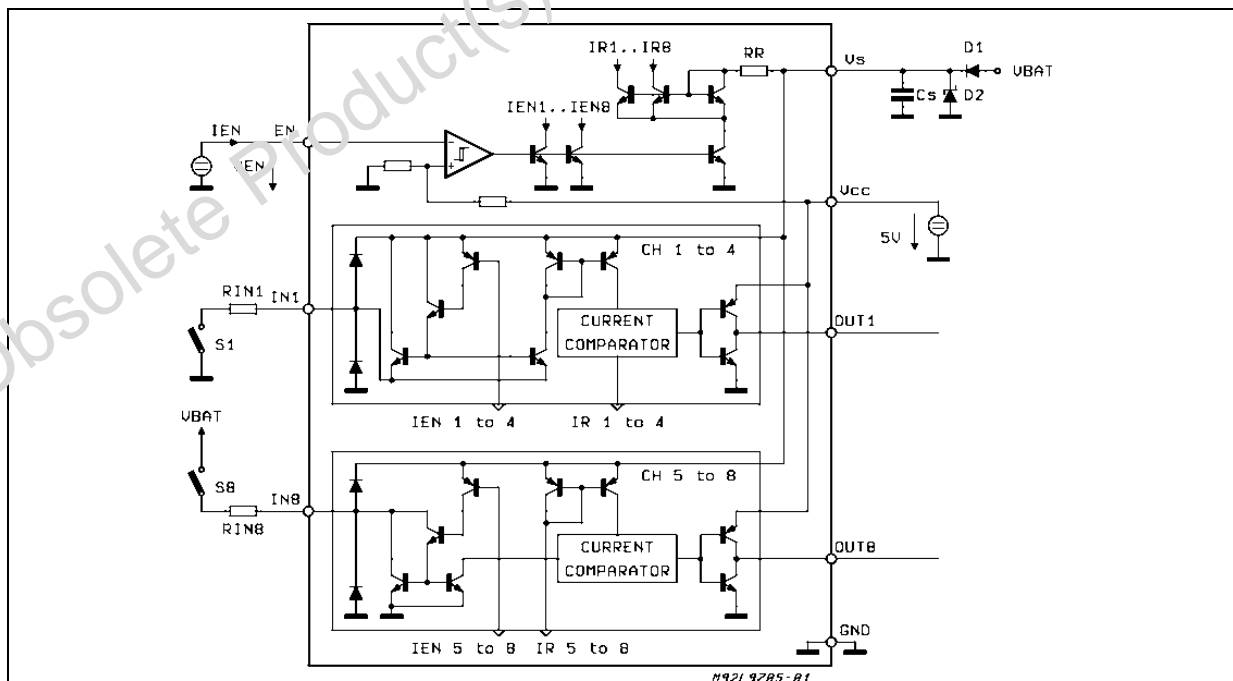 Obsolete Product(s)
IR1..IR8
RR
Vs
D1
VBAT
Cs
D2
IEN1..IEN8
IEN
EN
VEN
Vcc
5V
CH 1 to 4
RIN1
IN1
S1
CURRENT
COMPARATOR
OUT1
IEN 1 to 4
IR 1 to 4
VBAT
CH 5 to 8
S8
IN8
RIN8
CURRENT
COMPARATOR
OUT8
IEN 5 to 8
IR 5 to 8
GND
M92L9705-01